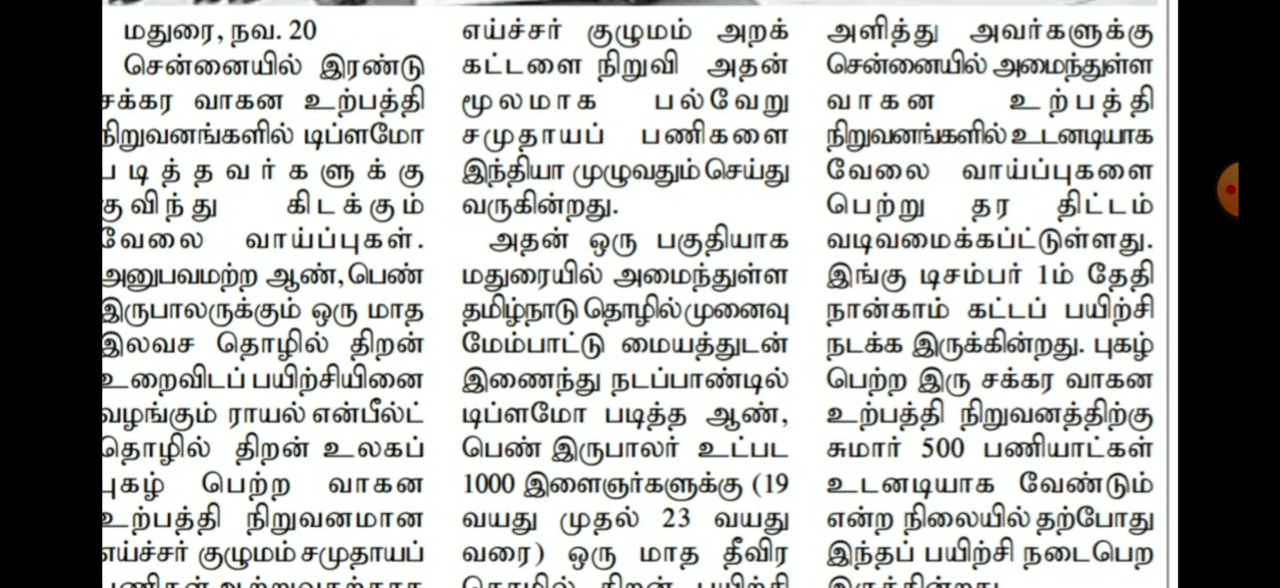 மதுரை, நவ. 20
சென்னையில் இரண்டு
சக்கர வாகன உற்பத்தி
நிறுவனங்களில் டிப்ளமோ
படித்தவர்களுக்கு
குவிந்து கிடக்கும்
வேலை வாய்ப்புகள்.
அனுபவமற்ற ஆண், பெண்
இருபாலருக்கும் ஒரு மாத
இலவச தொழில் திறன்
உறைவிடப் பயிற்சியினை
வழங்கும் ராயல் என்பீல்ட்
தொழில் திறன் உலகப்
புகழ் பெற்ற வாகன
உற்பத்தி நிறுவனமான
எய்ச்சர் குழுமம் சமுதாயப்
எய்ச்சர் குழுமம் அறக்
கட்டளை நிறுவி அதன்
மூலமாக பல்வேறு
சமுதாயப் பணிகளை
இந்தியா முழுவதும் செய்து
வருகின்றது.
அதன் ஒரு பகுதியாக
மதுரையில் அமைந்துள்ள
தமிழ்நாடு தொழில் முனைவு
மேம்பாட்டு மையத்துடன்
இணைந்து நடப்பாண்டில்
டிப்ளமோ படித்த ஆண்,
பெண் இருபாலர் உட்பட
1000 இளைஞர்களுக்கு (19
வயது முதல் 23 வயது
வரை) ஒரு மாத தீவிர
தொழில் திறன் பயிற்சி
அளித்து அவர்களுக்கு
சென்னையில் அமைந்துள்ள
வாகன உற்பத்தி
நிறுவனங்களில் உடனடியாக
வேலை வாய்ப்புகளை
பெற்று தர திட்டம்
வடிவமைக்கப்ட்டுள்ளது.
இங்கு டிசம்பர் 1ம் தேதி
நான்காம் கட்டப் பயிற்சி
நடக்க இருக்கின்றது. புகழ்
பெற்ற இரு சக்கர வாகன
உற்பத்தி நிறுவனத்திற்கு
சுமார் 500 பணியாட்கள்
உடனடியாக வேண்டும்
என்ற நிலையில் தற்போது
இந்தப் பயிற்சி நடைபெற
இருக்கின்றது.